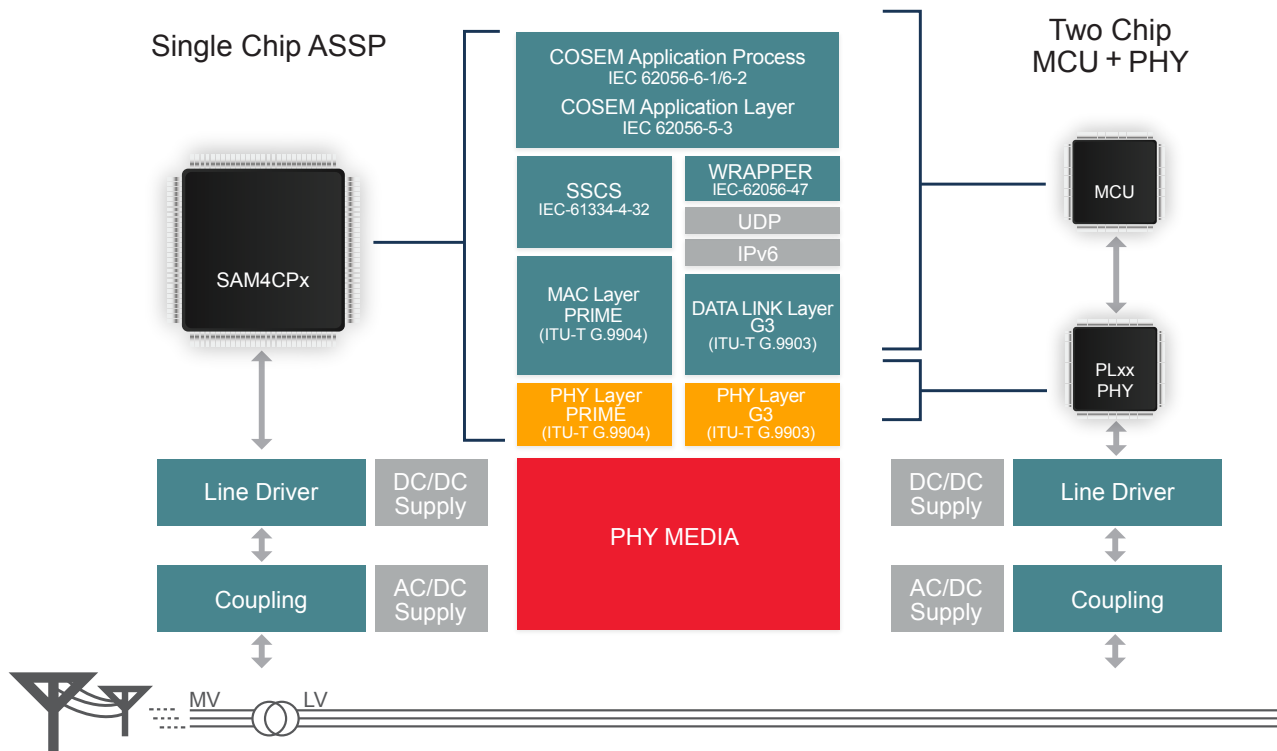 Single Chip ASSP
SAM4CPx
Line Driver
DC/DC
Supply
Coupling
AC/DC
Supply
COSEM Application Process
IEC 62056-6-1/6-2
COSEM Application Layer
IEC 62056-5-3
SSCS
IEC-61334-4-32
WRAPPER
IEC-62056-47
UDP
IPv6
MAC Layer
PRIME
(ITU-T G.9904)
DATA LINK Layer
G3
(ITU-T G.9903)
PHY Layer
PRIME
(ITU-T G.9904)
PHY Layer
G3
(ITU-T G.9903)
PHY MEDIA
Two Chip
MCU + PHY
MCU
PLxx
PHY
DC/DC
Supply
Line Driver
AC/DC
Supply
Coupling
MV
LV